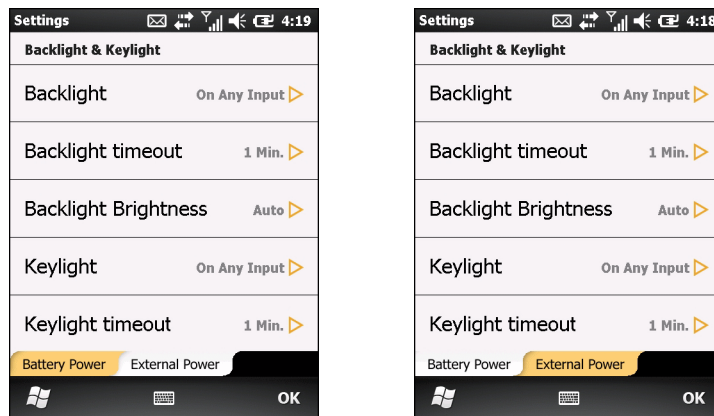 Settings 4:19
Backlight & Keylight
Backlight On Any Input
Backlight timeout 1 Min.
Backlight Brightness Auto
Keylight On Any Input
Keylight timeout 1 Min.
Battery Power External Power
OK
Settings 4:18
Backlight & Keylight
Backlight On Any Input
Backlight timeout 1 Min.
Backlight Brightness Auto
Keylight On Any Input
Keylight timeout 1 Min.
Battery Power External Power
OK